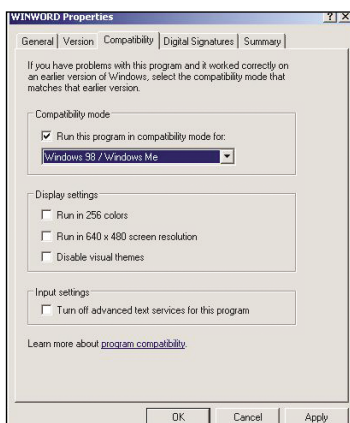 WINWORD Properties
General Version Compatibility Digital Signatures Summary
If you have problems with this program and it worked correctly on
an earlier version of Windows, select the compatibility mode that
matches that earlier version.
Compatibility mode
Run this program in compatibility mode for:
Windows 98 / Windows Me
Display settings
Run in 256 colors
Run in 640 x 480 screen resolution
Disable visual themes
Input settings
Turn off advanced text services for this program
Learn more about program compatibility.
OK Cancel Apply